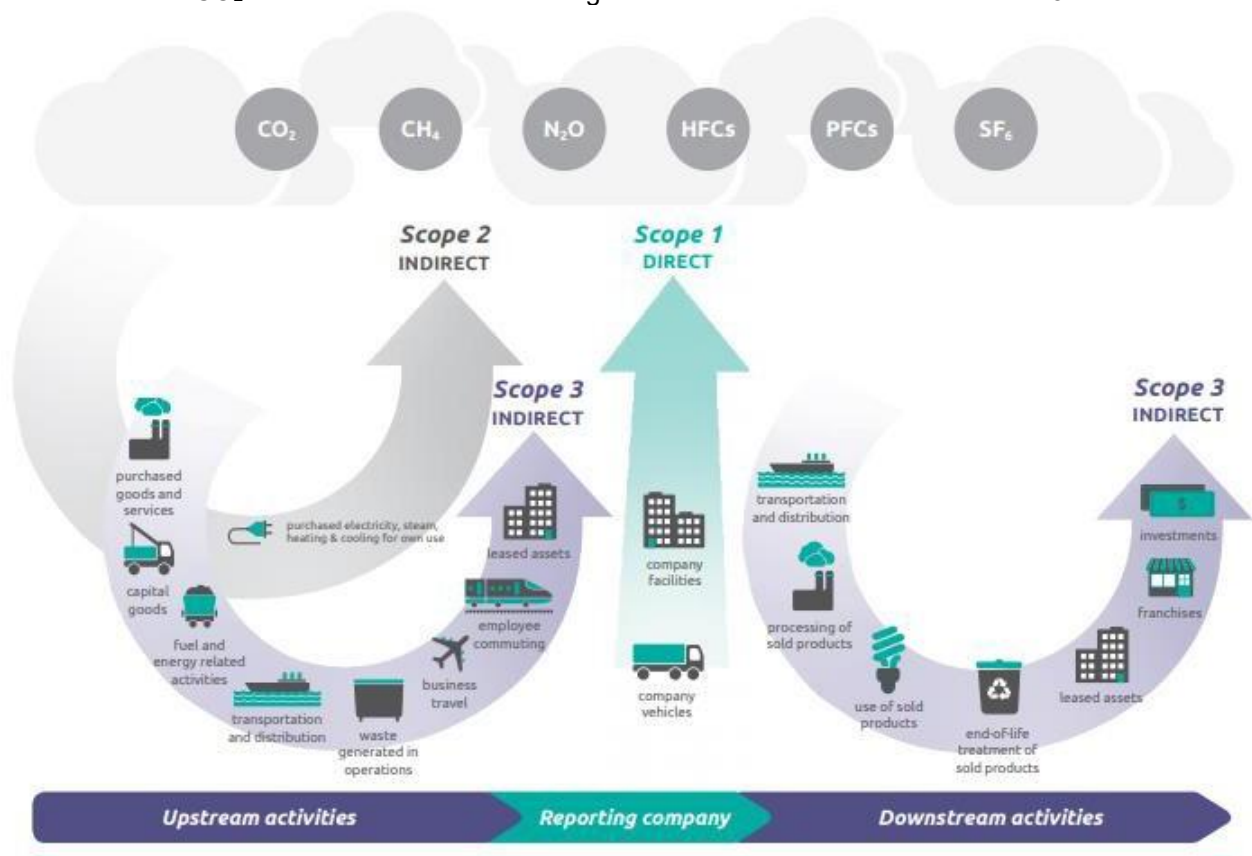 CO₂
CH₄
N₂O
HFCs
PFCs
SF₆
Scope 2
INDIRECT
Scope 1
DIRECT
Scope 3
INDIRECT
Scope 3
INDIRECT
purchased
goods and
services
capital
goods
fuel and
energy related
activities
transportation
and distribution
waste
generated in
operations
business
travel
employee
commuting
leased assets
purchased electricity, steam,
heating & cooling for own use
company
facilities
company
vehicles
transportation
and distribution
processing of
sold products
use of sold
products
end-of-life
treatment of
sold products
leased assets
franchises
investments
$
Upstream activities
Reporting company
Downstream activities